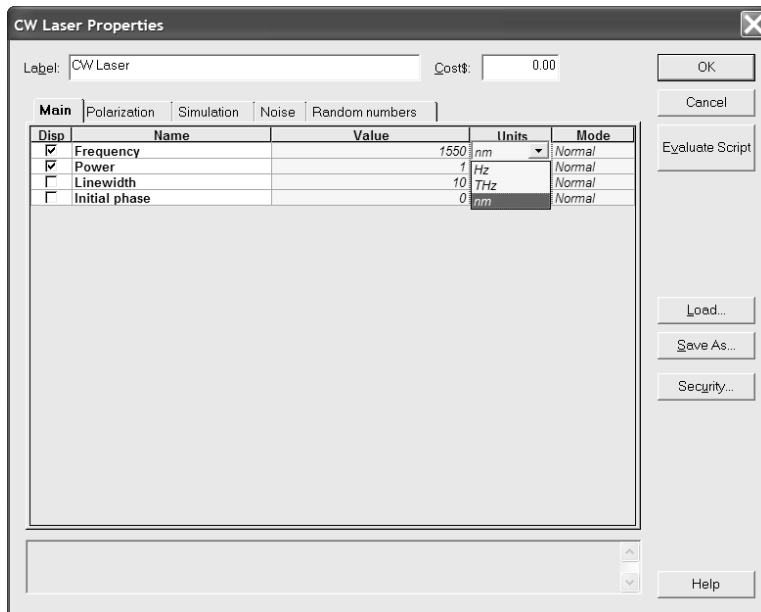 CW Laser Properties
Label: CW Laser Cost$: 0.00
OK
Cancel
Evaluate Script
Main Polarization Simulation Noise Random numbers
Disp Name Value Units Mode
Frequency 1550 nm Normal
Power 1 Hz Normal
Linewidth 10 THz Normal
Initial phase 0 nm Normal
Load...
Save As...
Security...
Help